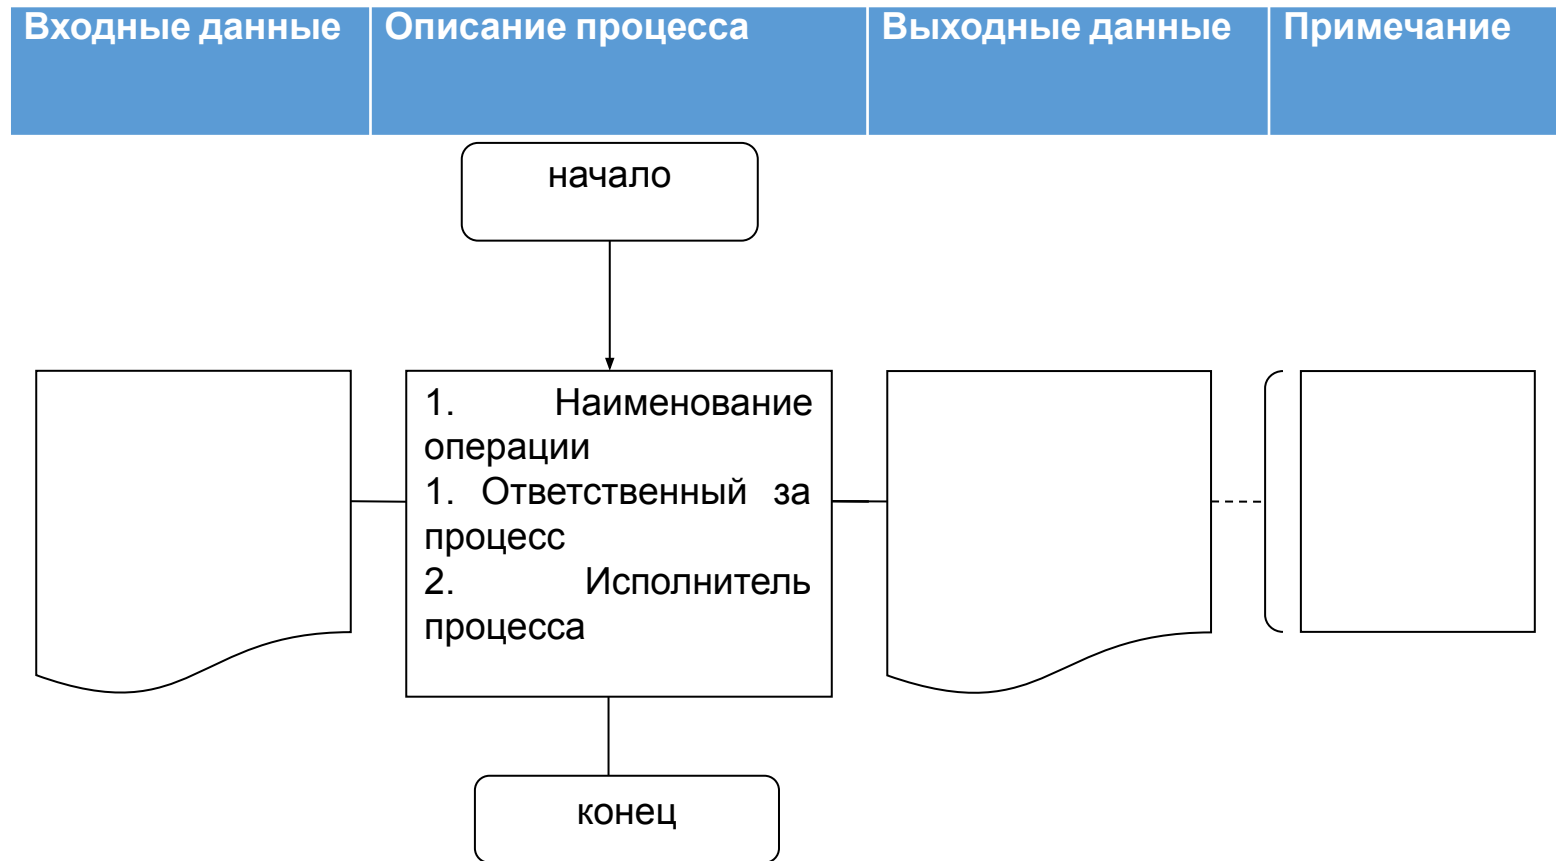 Входные данные
Описание процесса
Выходные данные
Примечание
начало
1. Наименование
операции
1. Ответственный за
процесс
2. Исполнитель
процесса
конец